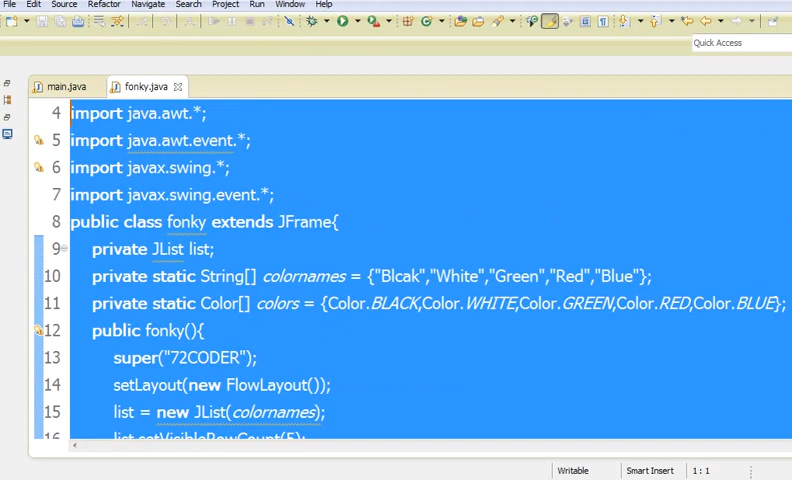 File Edit Source Refactor Navigate Search Project Run Window Help
Quick Access
main.java fonky.java
4 import java.awt.*;
5 import java.awt.event.*;
6 import javax.swing.*;
7 import javax.swing.event.*;
8 public class fonky extends JFrame{
9 private JList list;
10 private static String[] colornames = {"Blcak","White","Green","Red","Blue"};
11 private static Color[] colors = {Color.BLACK,Color.WHITE,Color.GREEN,Color.RED,Color.BLUE};
12 public fonky(){
13 super("72CODER");
14 setLayout(new FlowLayout());
15 list = new JList(colornames);
16 list.setVisibleRowCount(5);
Writable Smart Insert 1 : 1